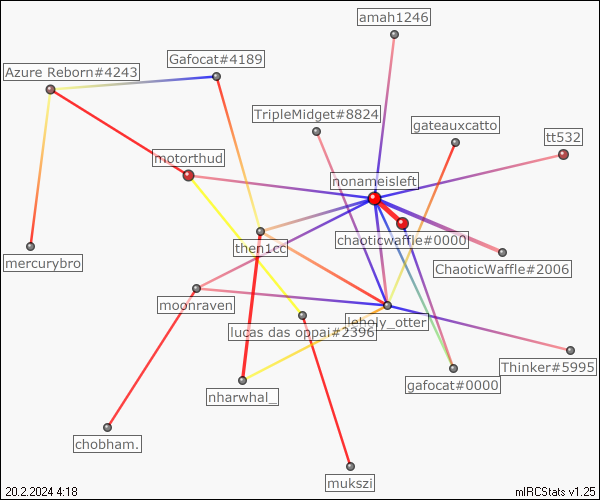 amah1246
Gafocat#4189
Azure Reborn#4243
TripleMidget#8824
gateauxcatto
tt532
motorthud
nonameisleft
chaoticwaffle#0000
then1cc
mercurybro
ChaoticWaffle#2006
moonraven
leholy_otter
lucas das oppai#2396
Thinker#5995
gafocat#0000
nharwhal_
chobham.
mukszi
20.2.2024 4:18
mIRCStats v1.25